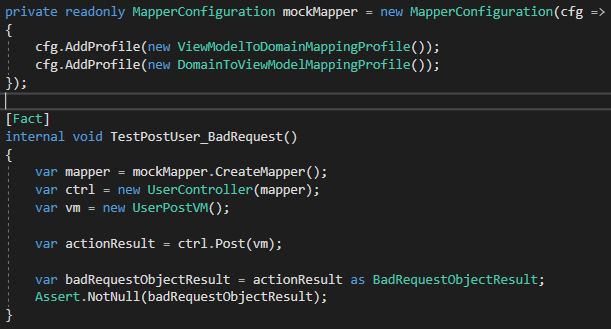 private readonly MapperConfiguration mockMapper = new MapperConfiguration(cfg =>
{
    cfg.AddProfile(new ViewModelToDomainMappingProfile());
    cfg.AddProfile(new DomainToViewModelMappingProfile());
});
[Fact]
internal void TestPostUser_BadRequest()
{
    var mapper = mockMapper.CreateMapper();
    var ctrl = new UserController(mapper);
    var vm = new UserPostVM();
    var actionResult = ctrl.Post(vm);
    var badRequestObjectResult = actionResult as BadRequestObjectResult;
    Assert.NotNull(badRequestObjectResult);
}